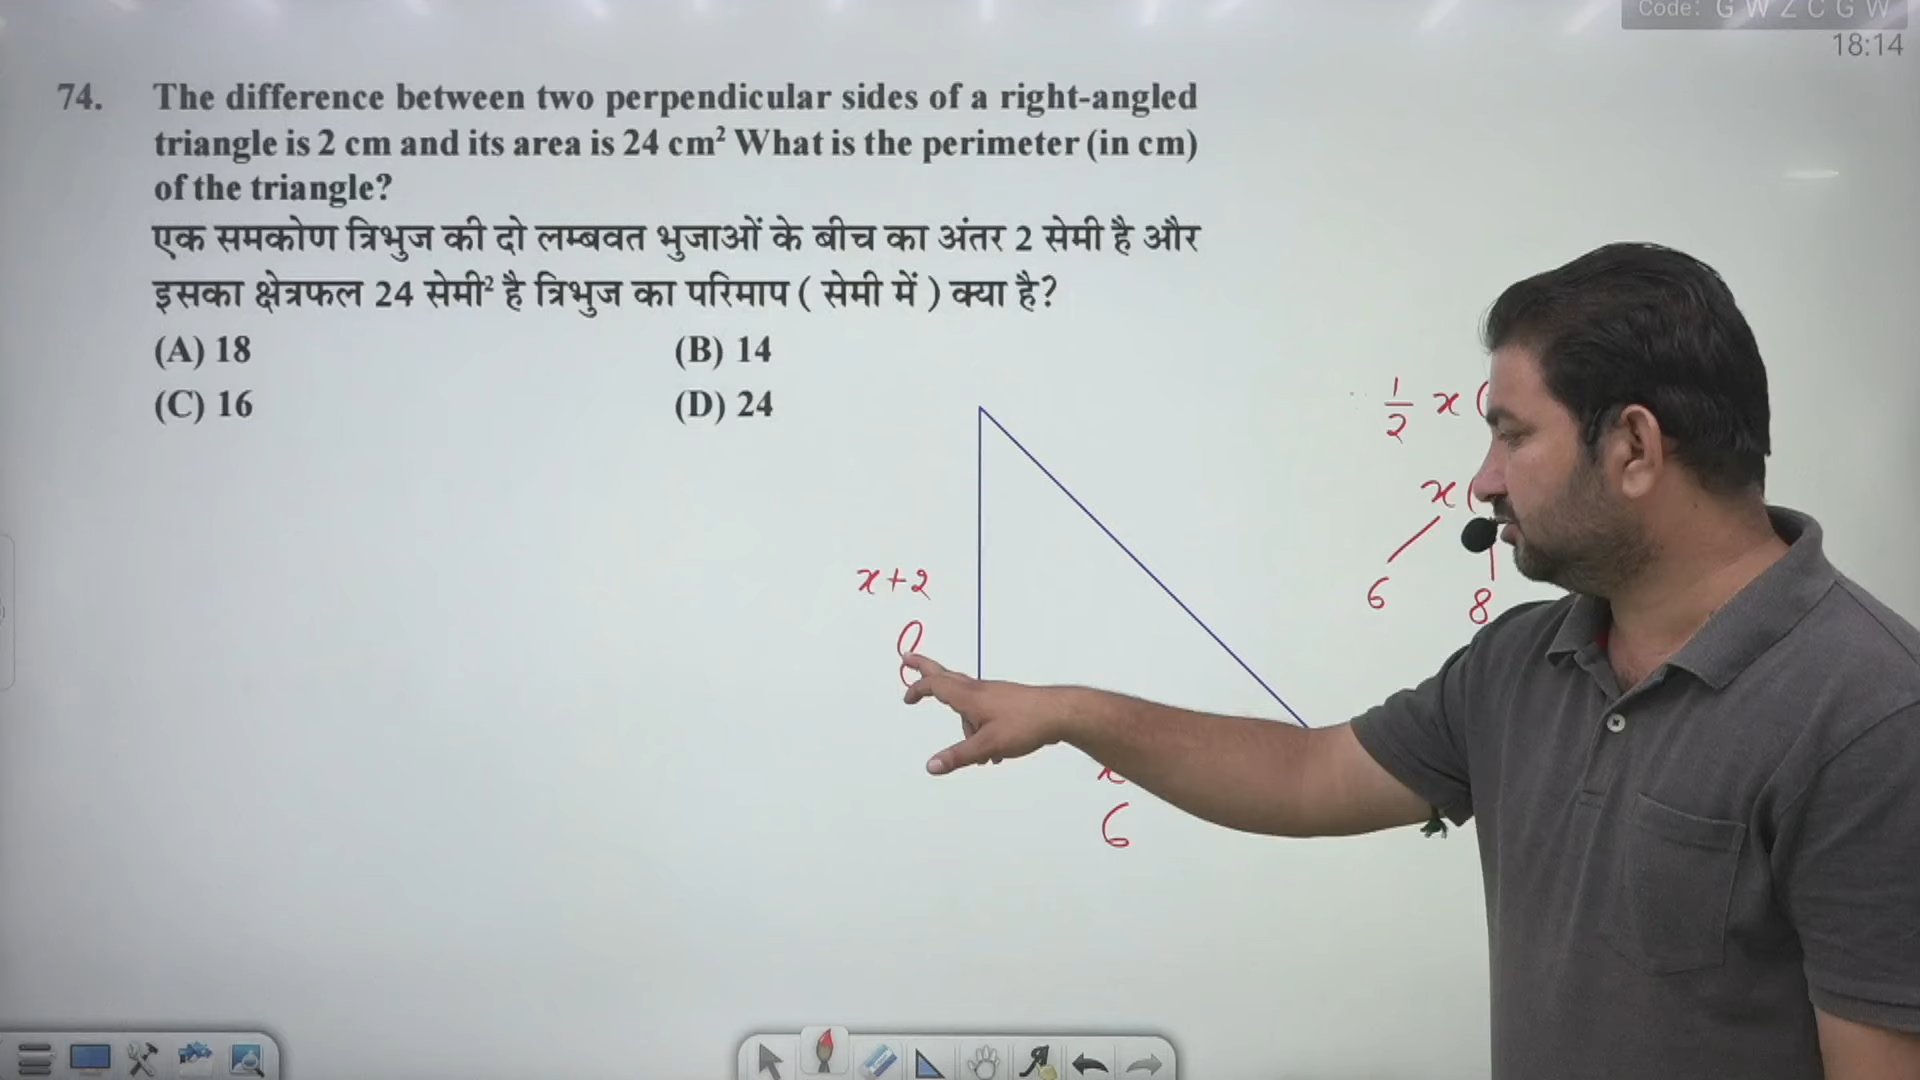 Code: G W Z C G W
18:14
74. The difference between two perpendicular sides of a right-angled
triangle is 2 cm and its area is 24 cm² What is the perimeter (in cm)
of the triangle?
एक समकोण त्रिभुज की दो लम्बवत भुजाओं के बीच का अंतर 2 सेमी है और
इसका क्षेत्रफल 24 सेमी² है त्रिभुज का परिमाप ( सेमी में ) क्या है?
(A) 18 (B) 14
(C) 16 (D) 24
1/2 x (
x (
6 8
x+2
8
x
6